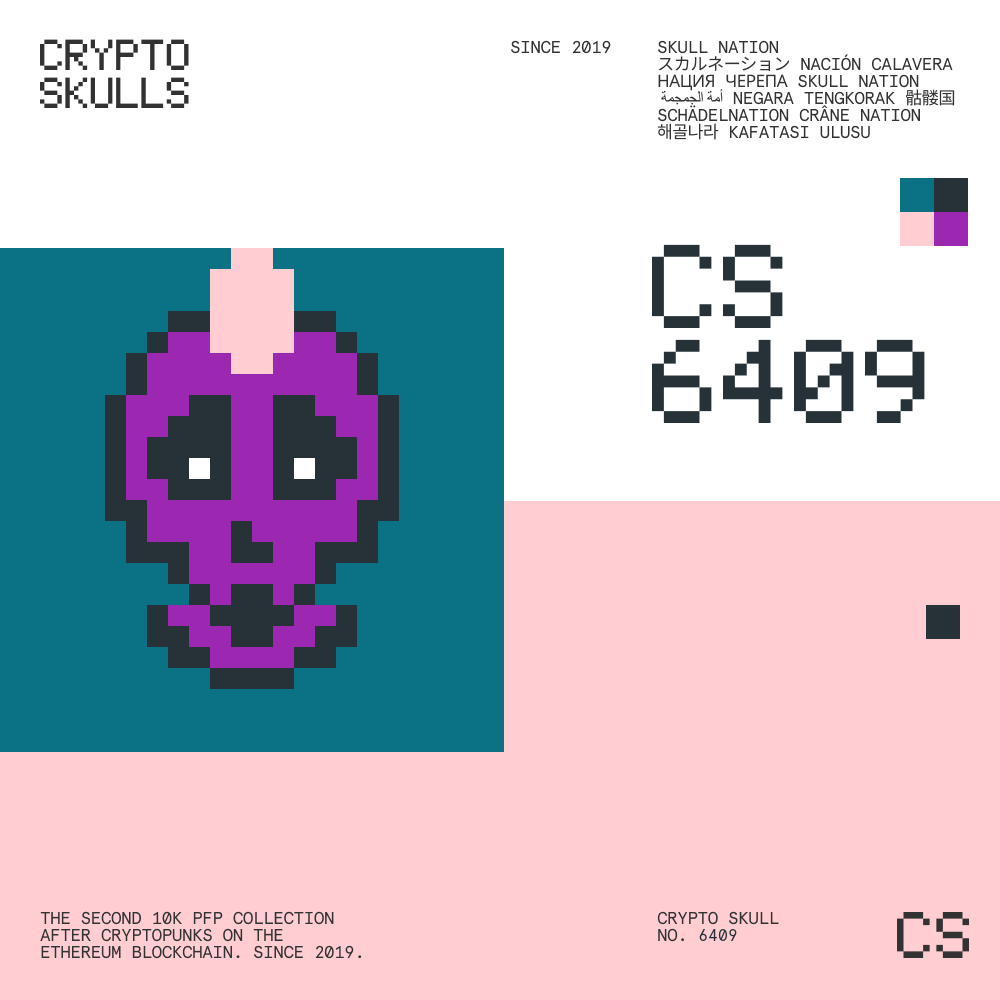 CRYPTO
SKULLS
SINCE 2019
SKULL NATION
スカルネーション NACIÓN CALAVERA
НАЦИЯ ЧЕРЕПА SKULL NATION
أمة الجمجمة NEGARA TENGKORAK 骷髅国
SCHÄDELNATION CRÂNE NATION
해골나라 KAFATASI ULUSU
CS
6409
THE SECOND 10K PFP COLLECTION
AFTER CRYPTOPUNKS ON THE
ETHEREUM BLOCKCHAIN. SINCE 2019.
CRYPTO SKULL
NO. 6409
CS